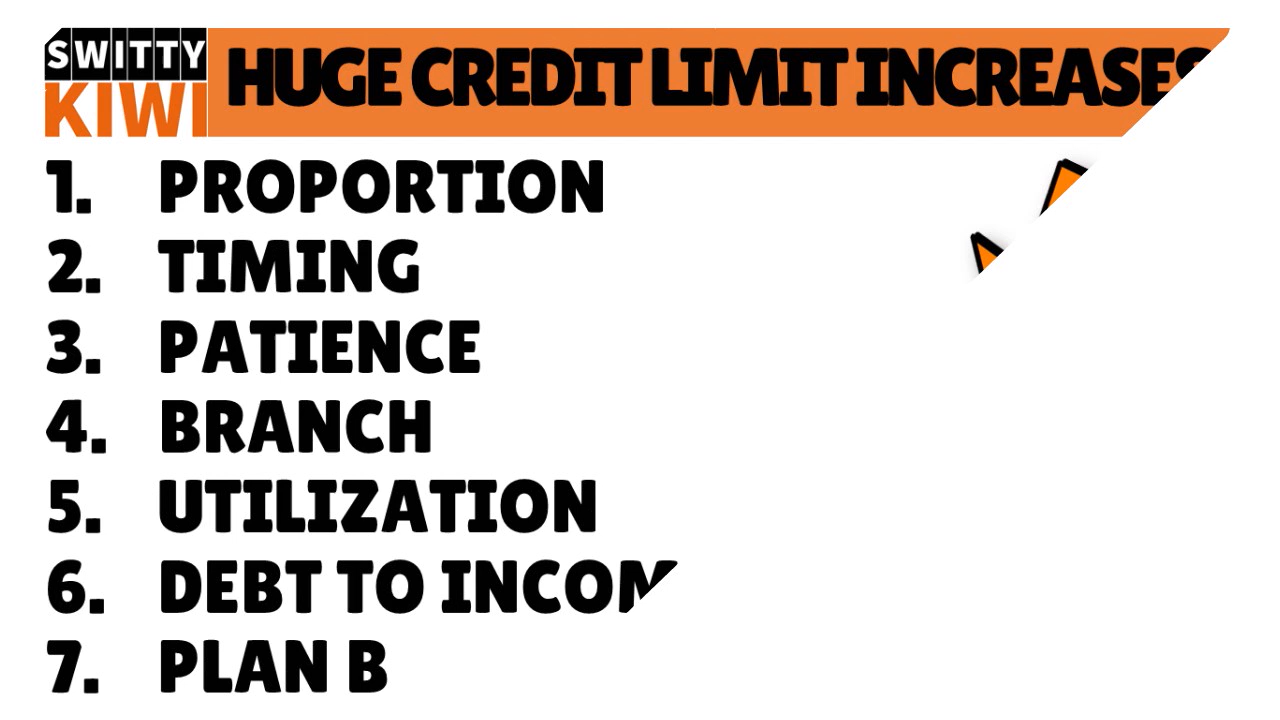 SWITTY
KIWI
HUGE CREDIT LIMIT INCREASES
1. PROPORTION
2. TIMING
3. PATIENCE
4. BRANCH
5. UTILIZATION
6. DEBT TO INCOM
7. PLAN B